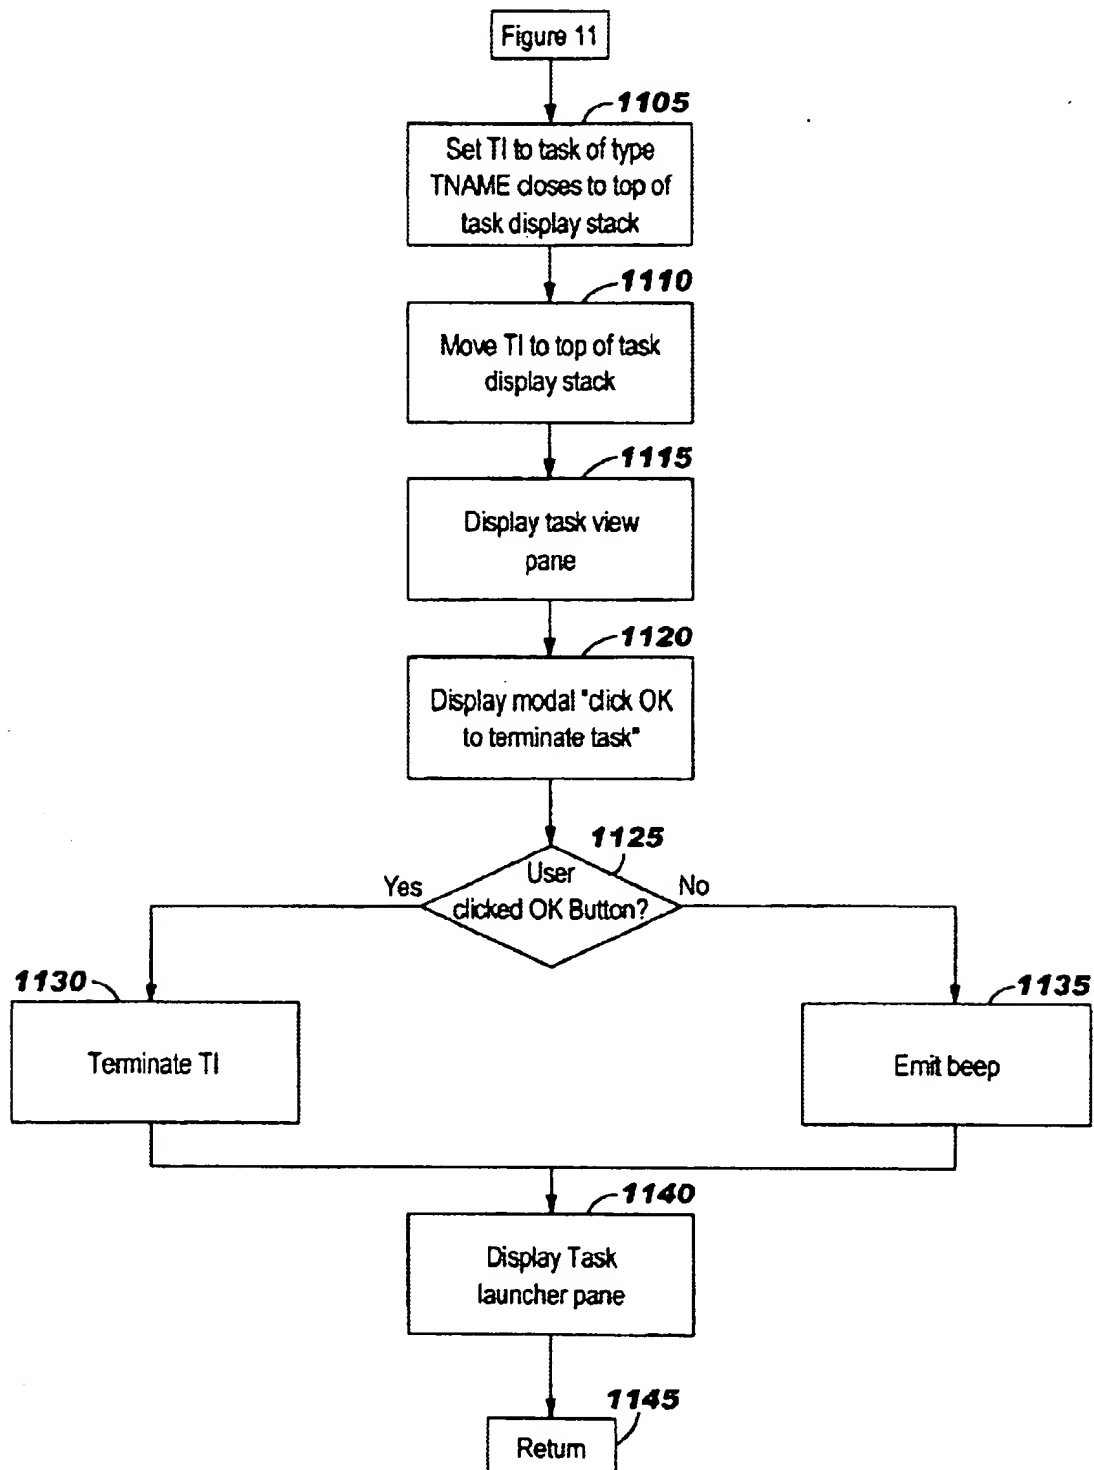 Figure 11
1105
Set TI to task of type
TNAME closes to top of
task display stack
1110
Move TI to top of task
display stack
1115
Display task view
pane
1120
Display modal "click OK
to terminate task"
1125
User
clicked OK Button?
Yes
No
1130
Terminate TI
1135
Emit beep
1140
Display Task
launcher pane
1145
Return